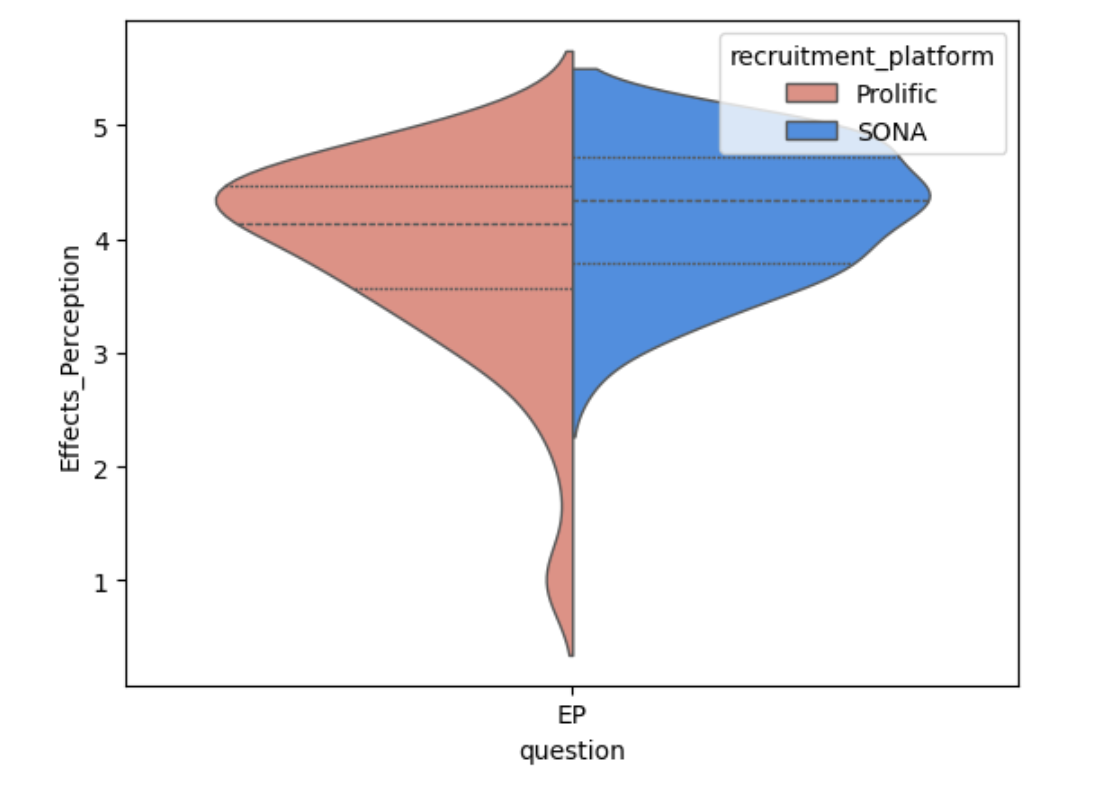 recruitment_platform
Prolific
SONA
5
4
3
2
1
Effects_Perception
EP
question